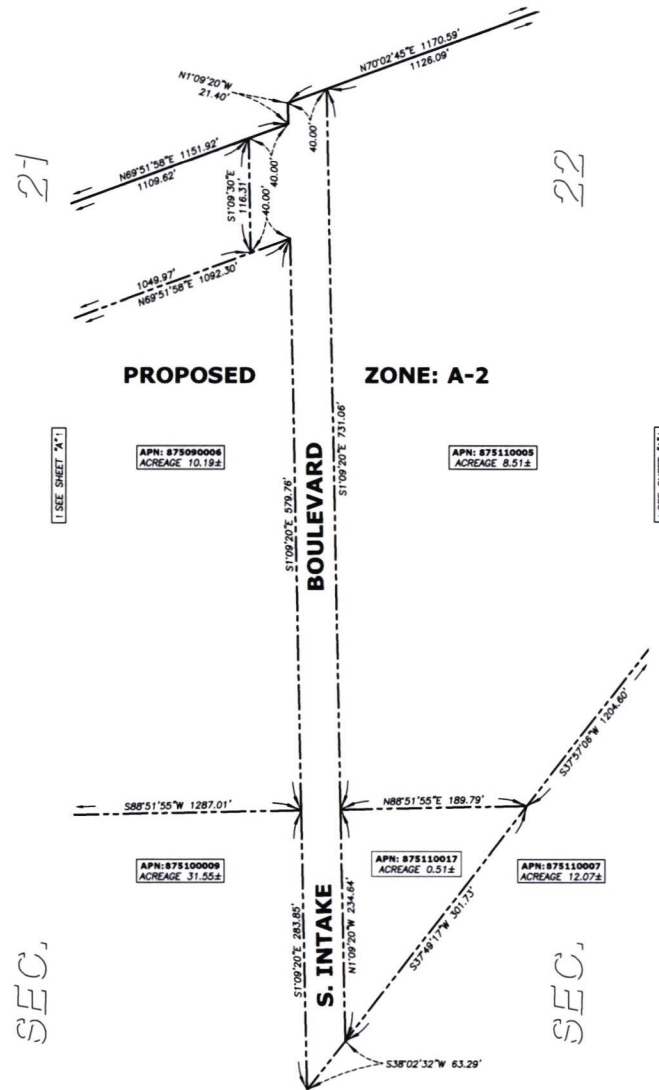 N70°02'45"E 1170.59'
1126.09'
N1°09'20"W
21.40'
40.00'
N69°51'58"E 1151.92'
1109.62'
40.00'
S1°09'30"E
116.31'
40.00'
21
22
1049.97'
N69°51'58"E 1092.30'
PROPOSED ZONE: A-2
! SEE SHEET "A" !
APN: 875090006
ACREAGE 10.19±
APN: 875110005
ACREAGE 8.51±
S1°09'20"E 579.76'
S. INTAKE BOULEVARD
S1°09'20"E 731.06'
S37°57'06"W 1204.60'
S88°51'55"W 1287.01'
N88°51'55"E 189.79'
APN: 875100009
ACREAGE 31.55±
APN: 875110017
ACREAGE 0.51±
APN: 875110007
ACREAGE 12.07±
S1°09'20"E 283.85'
N1°09'20"W 234.64'
S37°49'17"W 301.73'
SEC.
SEC.
S38°02'32"W 63.29'